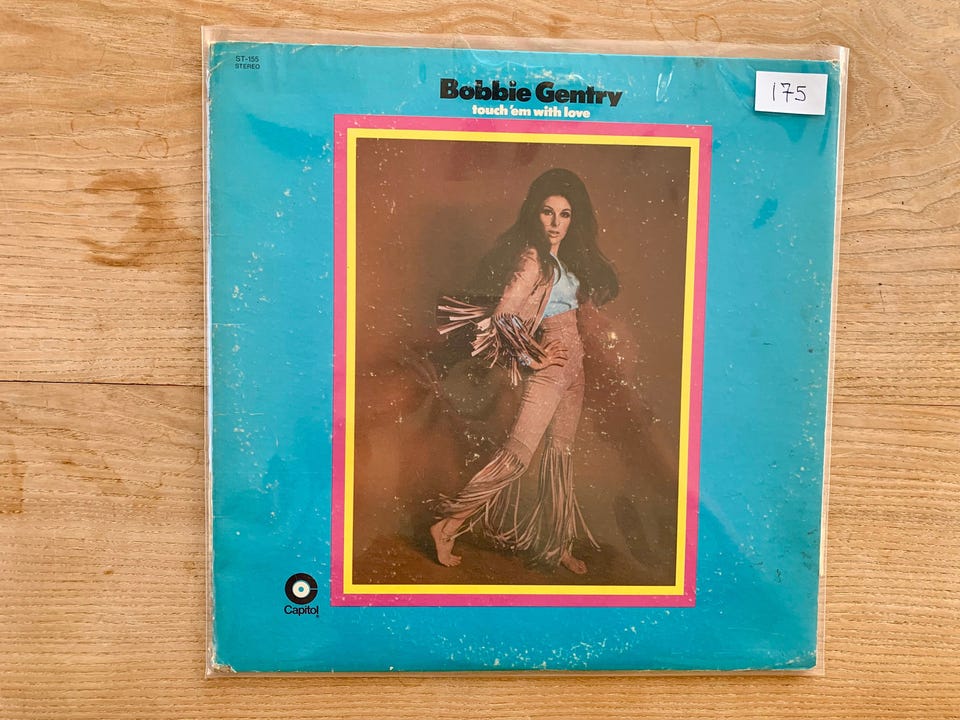 ST-155
STEREO
Bobbie Gentry
touch 'em with love
175
Capitol
®